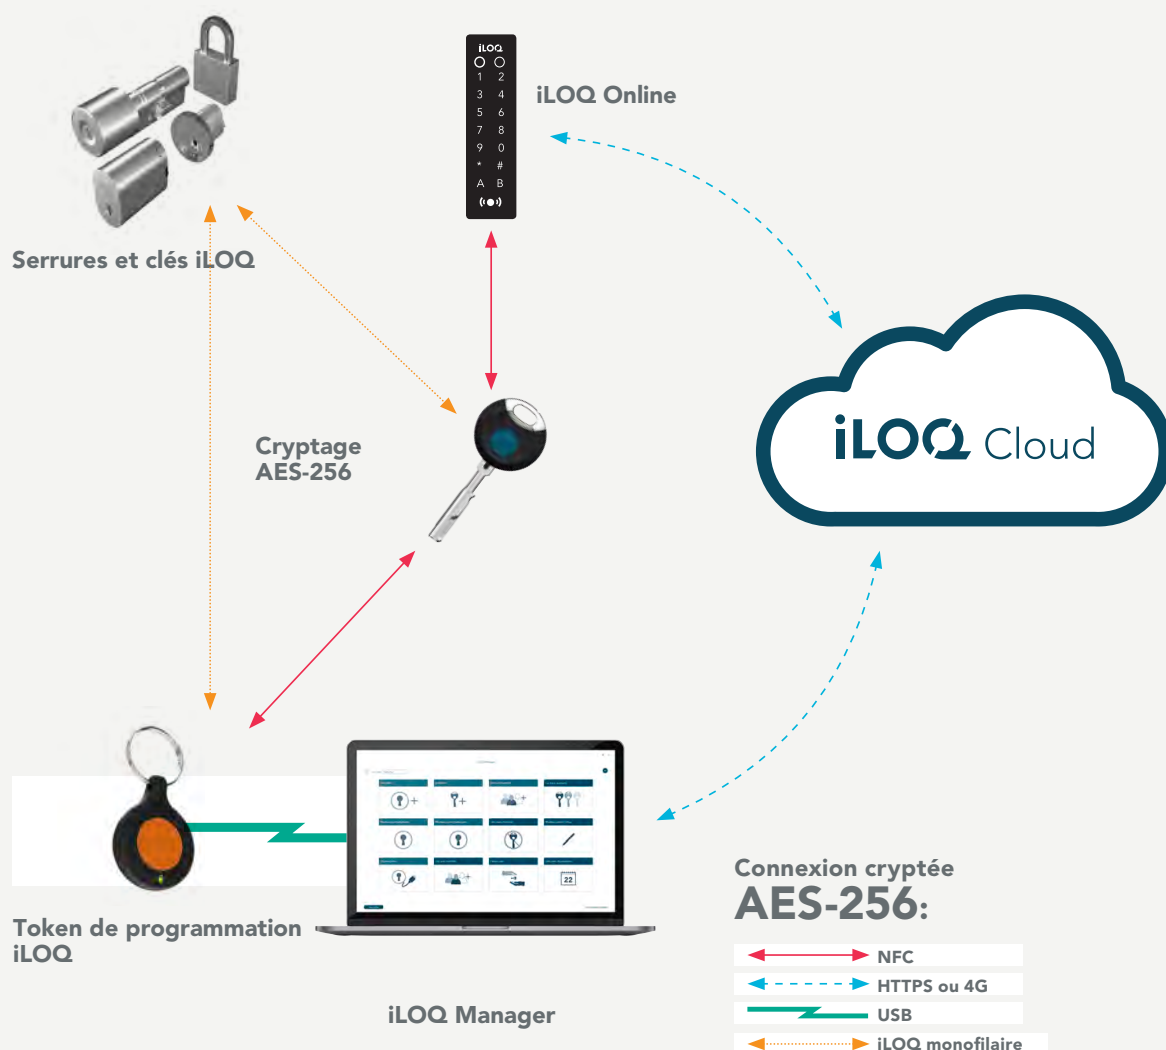 iLOQ
1 2
3 4
5 6
7 8
9 0
* #
A B
iLOQ Online
Serrures et clés iLOQ
Cryptage
AES-256
iLOQ Cloud
22
Token de programmation
iLOQ
iLOQ Manager
Connexion cryptée
AES-256:
NFC
HTTPS ou 4G
USB
iLOQ monofilaire